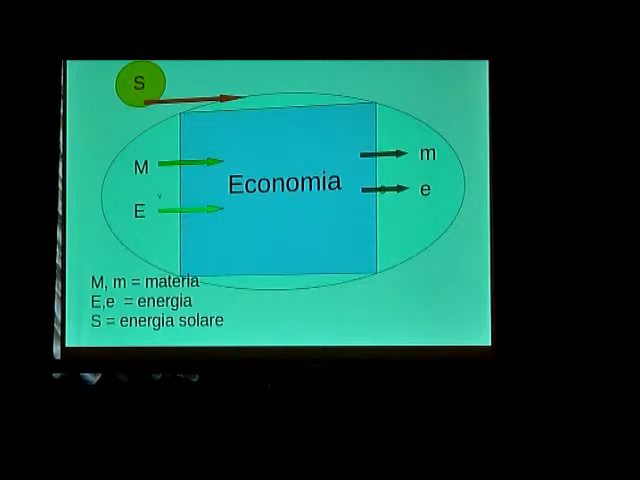 S
M
m
Economia
E
e
M, m = materia
E,e = energia
S = energia solare